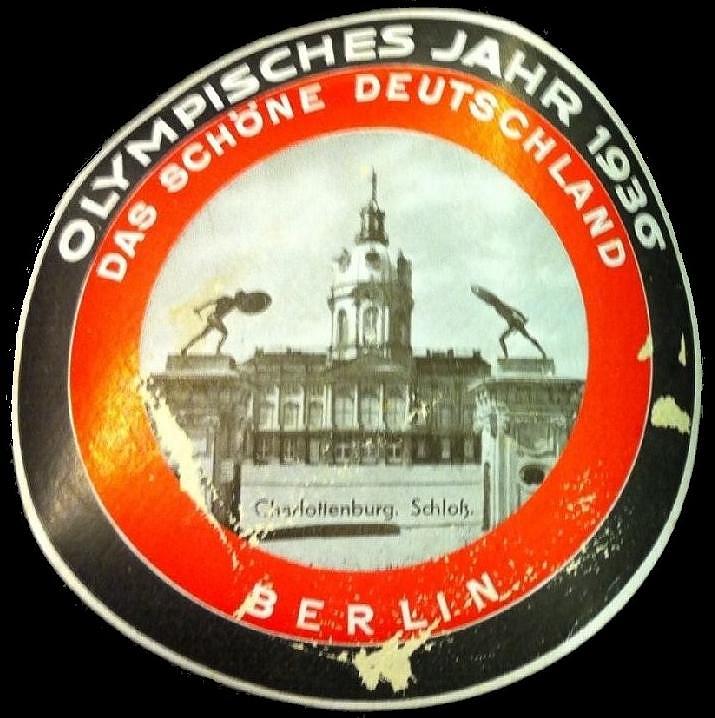 OLYMPISCHES JAHR 1936
DAS SCHÖNE DEUTSCHLAND
Charlottenburg. Schloß.
BERLIN